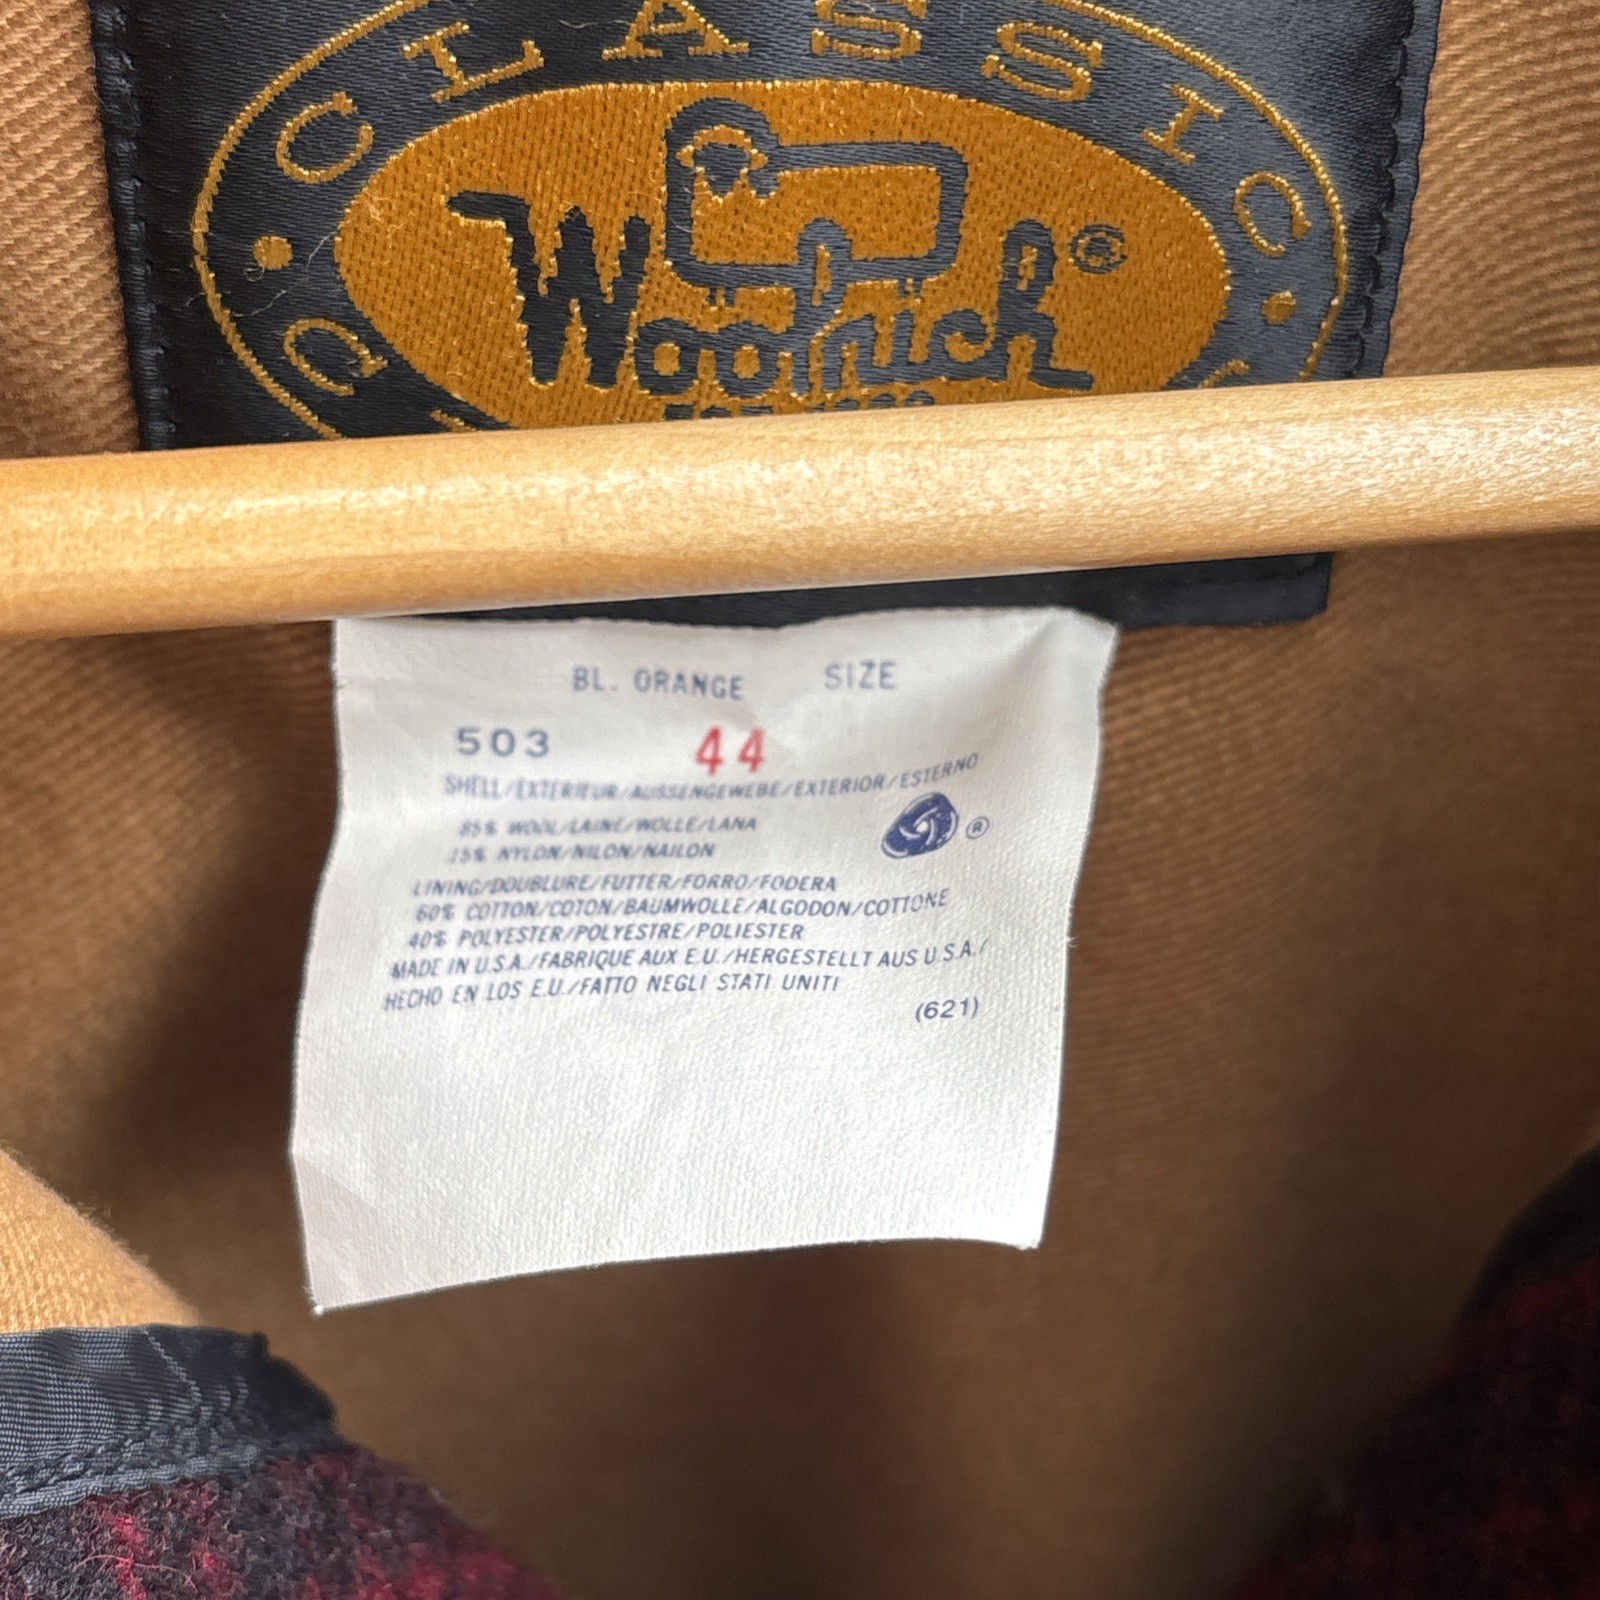 CLASSIC
Woolrich®
BL. ORANGE SIZE
503 44
SHELL/EXTERIEUR/AUSSENGEWEBE/EXTERIOR/ESTERNO
85% WOOL/LAINE/WOLLE/LANA
15% NYLON/NILON/NAILON
®
LINING/DOUBLURE/FUTTER/FORRO/FODERA
60% COTTON/COTON/BAUMWOLLE/ALGODON/COTTONE
40% POLYESTER/POLYESTRE/POLIESTER
MADE IN U.S.A./FABRIQUE AUX E.U./HERGESTELLT AUS U.S.A./
HECHO EN LOS E.U./FATTO NEGLI STATI UNITI
(621)